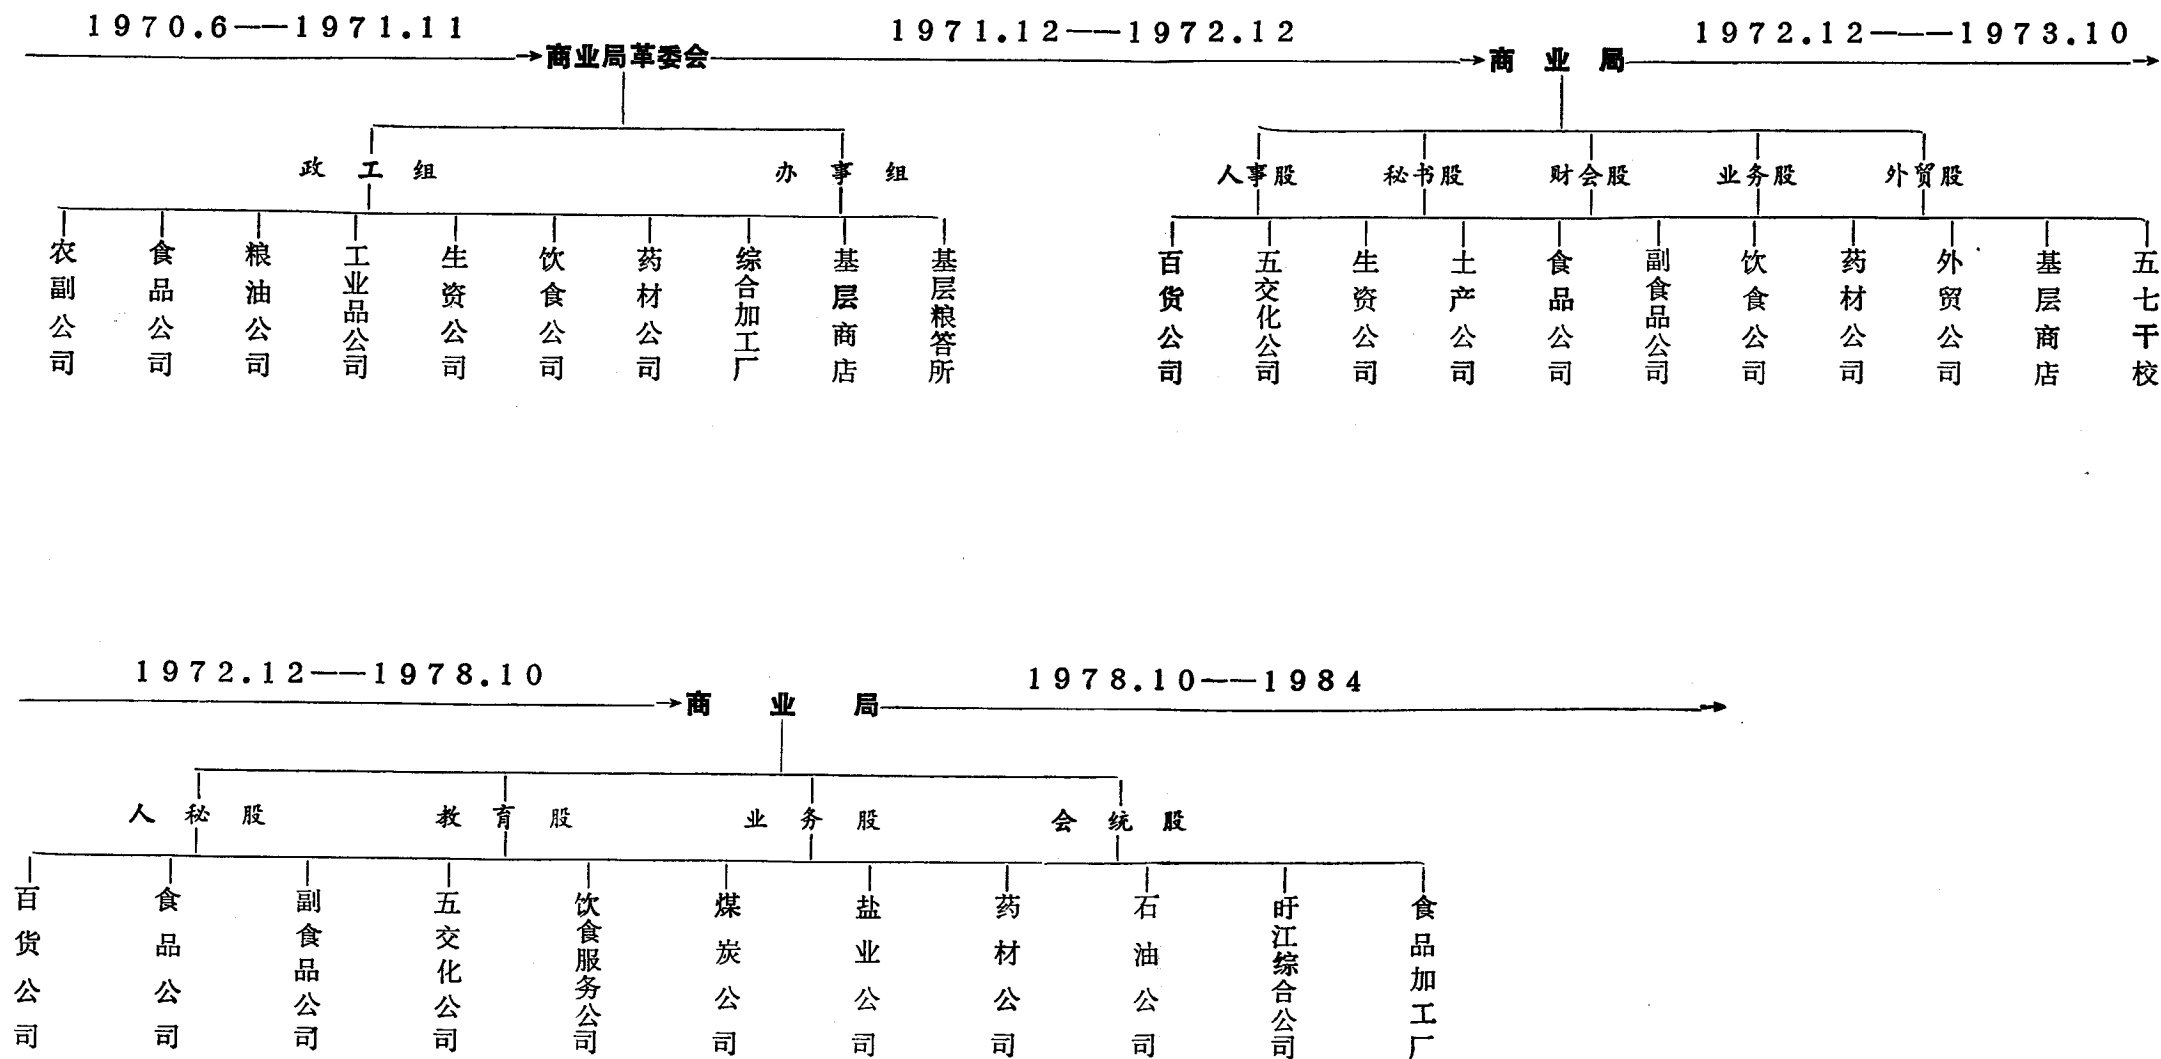 1970.6——1971.11
商业局革委会
1971.12——1972.12
商业局
1972.12——1973.10
政工组
办事组
人事股
秘书股
财会股
业务股
外贸股
农副公司
食品公司
粮油公司
工业品公司
生资公司
饮食公司
药材公司
综合加工厂
基层商店
基层粮答所
百货公司
五交化公司
生资公司
土产公司
食品公司
副食品公司
饮食公司
药材公司
外贸公司
基层商店
五七干校
1972.12——1978.10
商业局
1978.10——1984
人秘股
教育股
业务股
会统股
百货公司
食品公司
副食品公司
五交化公司
饮食服务公司
煤炭公司
盐业公司
药材公司
石油公司
盱江综合公司
食品加工厂